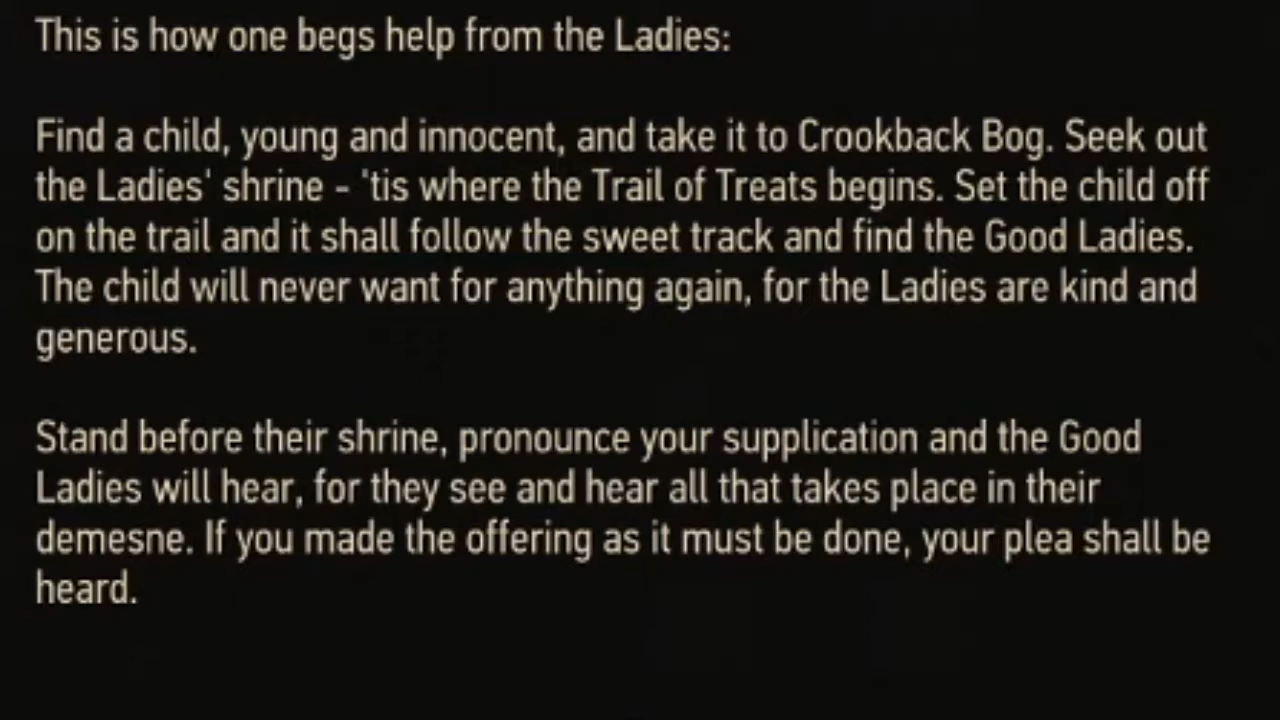 This is how one begs help from the Ladies:
Find a child, young and innocent, and take it to Crookback Bog. Seek out
the Ladies' shrine - 'tis where the Trail of Treats begins. Set the child off
on the trail and it shall follow the sweet track and find the Good Ladies.
The child will never want for anything again, for the Ladies are kind and
generous.
Stand before their shrine, pronounce your supplication and the Good
Ladies will hear, for they see and hear all that takes place in their
demesne. If you made the offering as it must be done, your plea shall be
heard.